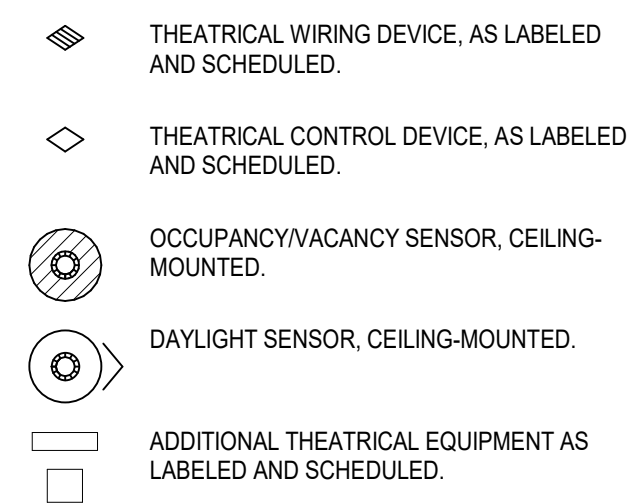 THEATRICAL WIRING DEVICE, AS LABELED
AND SCHEDULED.
THEATRICAL CONTROL DEVICE, AS LABELED
AND SCHEDULED.
OCCUPANCY/VACANCY SENSOR, CEILING-
MOUNTED.
DAYLIGHT SENSOR, CEILING-MOUNTED.
ADDITIONAL THEATRICAL EQUIPMENT AS
LABELED AND SCHEDULED.